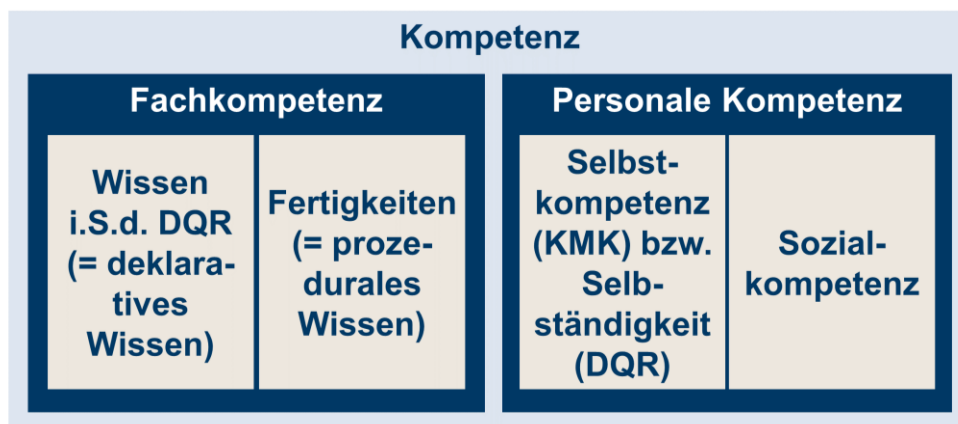 Kompetenz
Fachkompetenz
Wissen
i.S.d. DQR
(= deklara-
tives
Wissen)
Fertigkeiten
(= proze-
durales
Wissen)
Personale Kompetenz
Selbst-
kompetenz
(KMK) bzw.
Selb-
ständigkeit
(DQR)
Sozial-
kompetenz